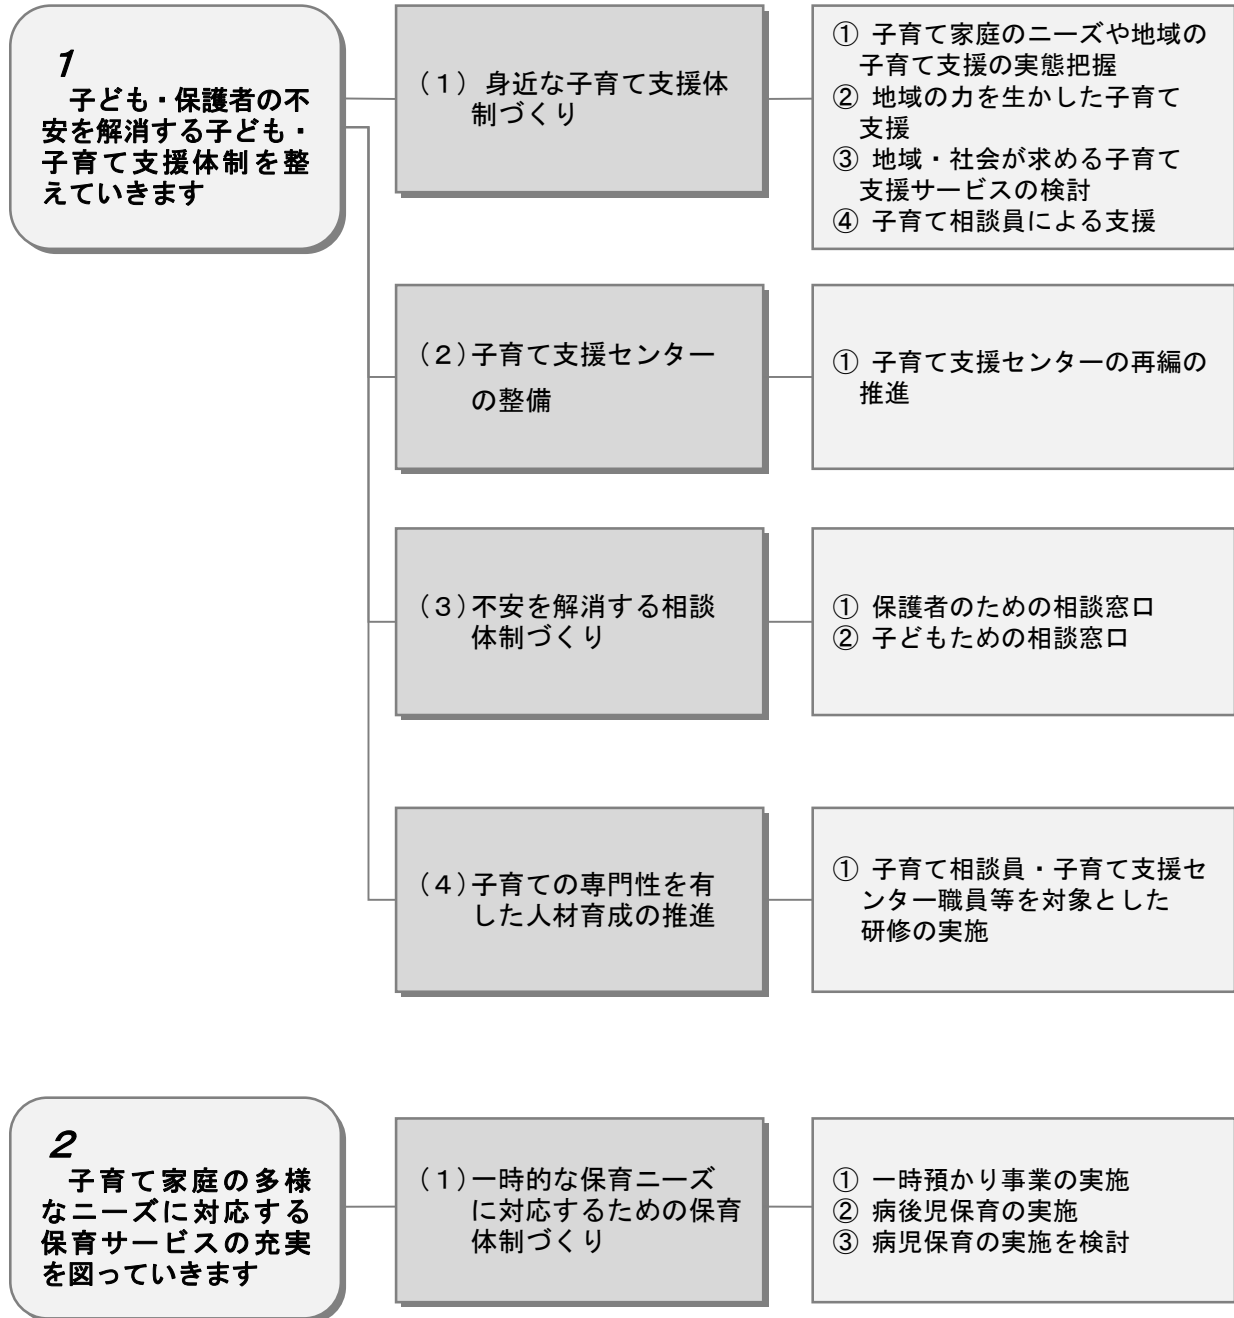 1
子ども・保護者の不
安を解消する子ども・
子育て支援体制を整
えていきます
（１）身近な子育て支援体
制づくり
① 子育て家庭のニーズや地域の
子育て支援の実態把握
② 地域の力を生かした子育て
支援
③ 地域・社会が求める子育て
支援サービスの検討
④ 子育て相談員による支援
（２）子育て支援センター
の整備
① 子育て支援センターの再編の
推進
（３）不安を解消する相談
体制づくり
① 保護者のための相談窓口
② 子どもための相談窓口
（４）子育ての専門性を有
した人材育成の推進
① 子育て相談員・子育て支援セ
ンター職員等を対象とした
研修の実施
2
子育て家庭の多様
なニーズに対応する
保育サービスの充実
を図っていきます
（１）一時的な保育ニーズ
に対応するための保育
体制づくり
① 一時預かり事業の実施
② 病後児保育の実施
③ 病児保育の実施を検討